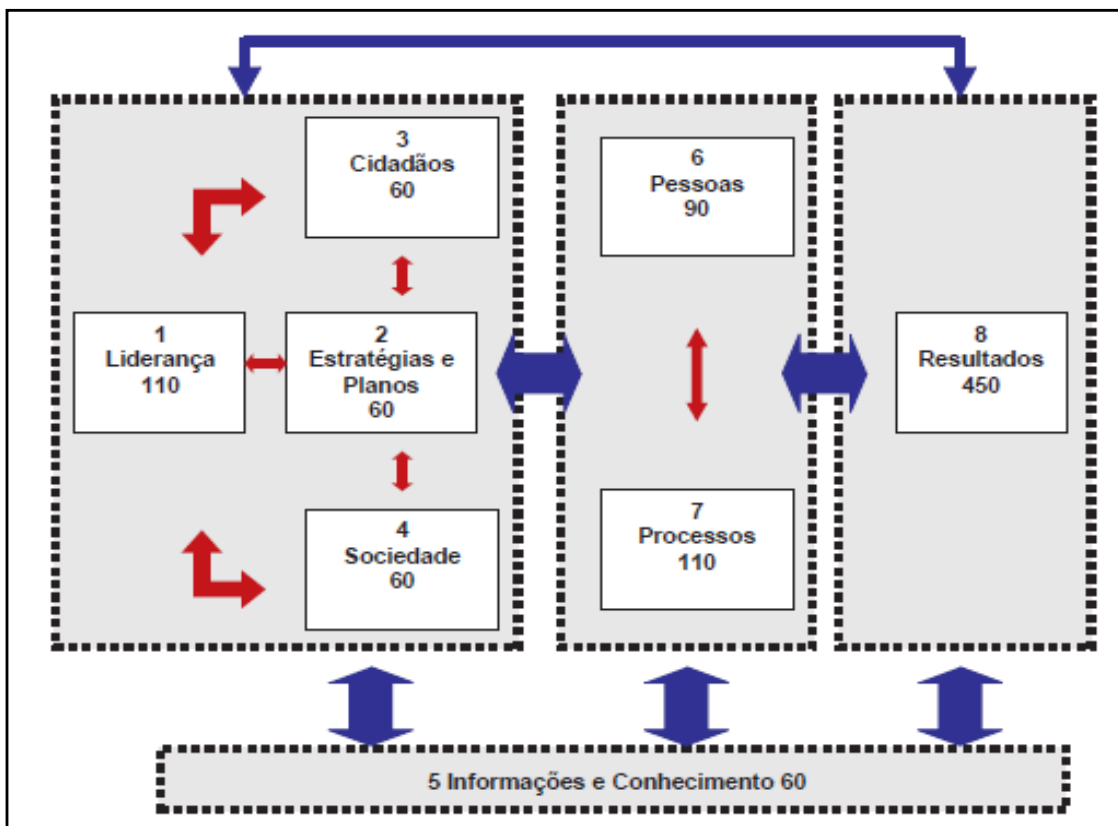 3
Cidadãos
60
6
Pessoas
90
1
Liderança
110
2
Estratégias e
Planos
60
8
Resultados
450
4
Sociedade
60
7
Processos
110
5 Informações e Conhecimento 60